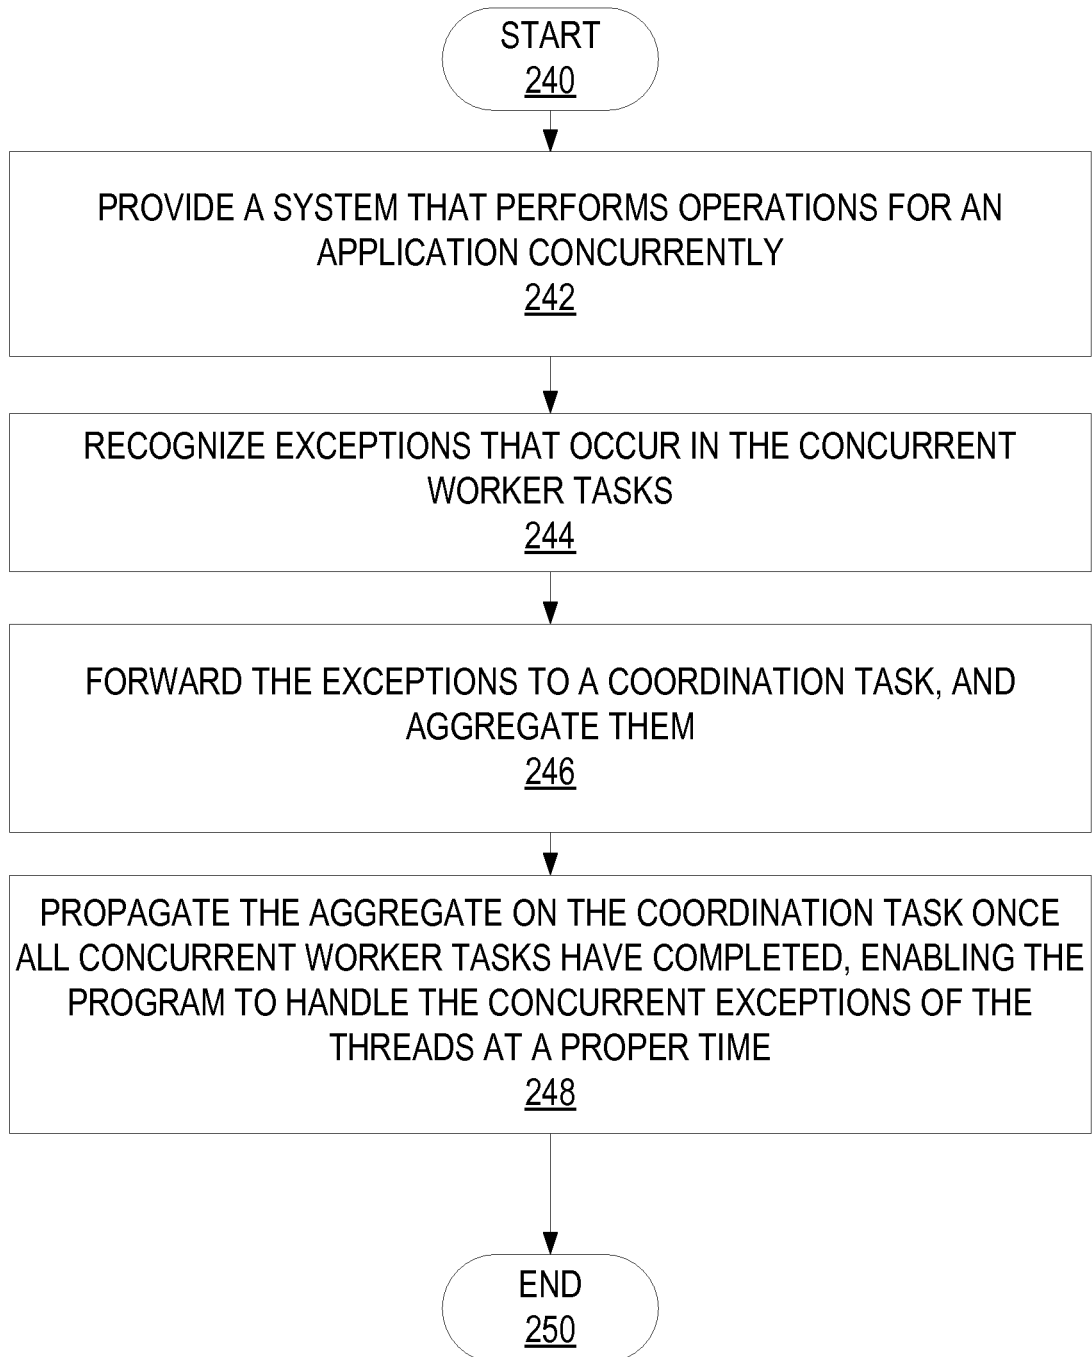 START
240
PROVIDE A SYSTEM THAT PERFORMS OPERATIONS FOR AN
APPLICATION CONCURRENTLY
242
RECOGNIZE EXCEPTIONS THAT OCCUR IN THE CONCURRENT
WORKER TASKS
244
FORWARD THE EXCEPTIONS TO A COORDINATION TASK, AND
AGGREGATE THEM
246
PROPAGATE THE AGGREGATE ON THE COORDINATION TASK ONCE
ALL CONCURRENT WORKER TASKS HAVE COMPLETED, ENABLING THE
PROGRAM TO HANDLE THE CONCURRENT EXCEPTIONS OF THE
THREADS AT A PROPER TIME
248
END
250